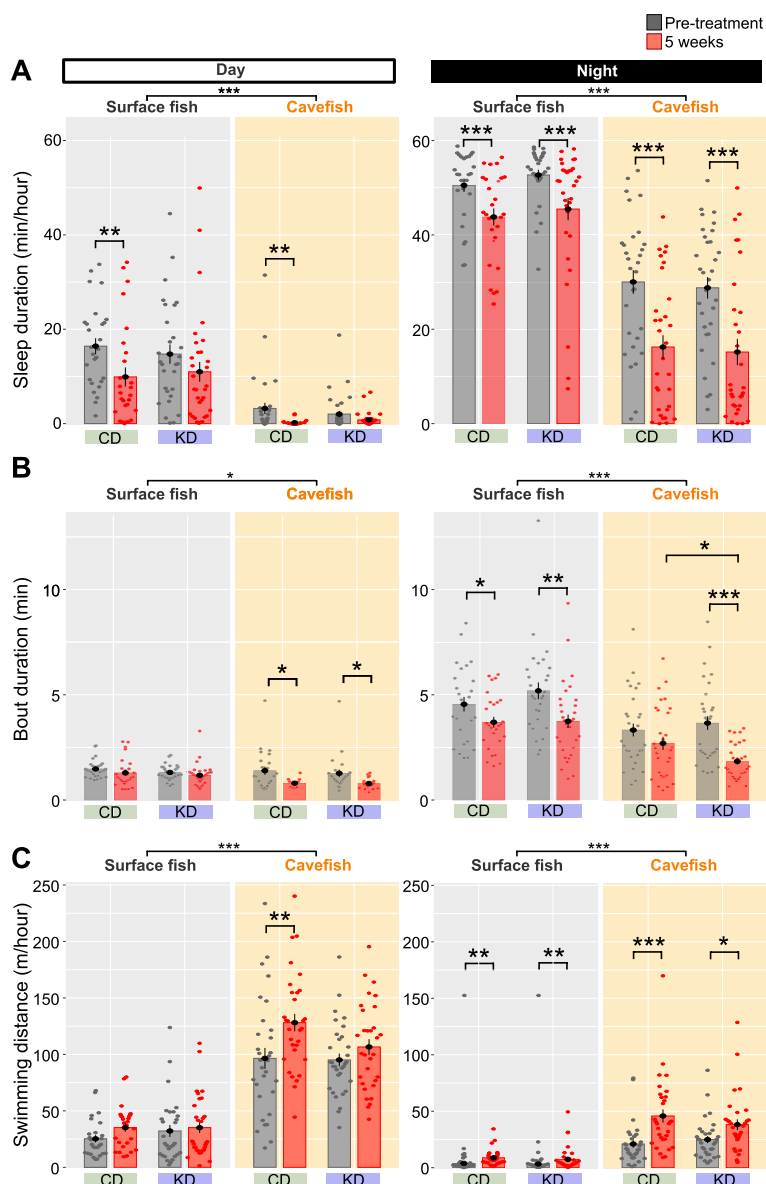 Pre-treatment
5 weeks
A
Day
Night
***
***
Surface fish
Cavefish
Surface fish
Cavefish
Sleep duration (min/hour)
60
40
20
0
**
**
60
40
20
0
***
***
***
***
CD
KD
CD
KD
CD
KD
CD
KD
B
*
***
Surface fish
Cavefish
Surface fish
Cavefish
Bout duration (min)
10
5
0
*
*
10
5
0
*
**
*
***
CD
KD
CD
KD
CD
KD
CD
KD
C
***
***
Surface fish
Cavefish
Surface fish
Cavefish
Swimming distance (m/hour)
250
200
150
100
50
0
**
250
200
150
100
50
0
**
**
***
*
CD
KD
CD
KD
CD
KD
CD
KD